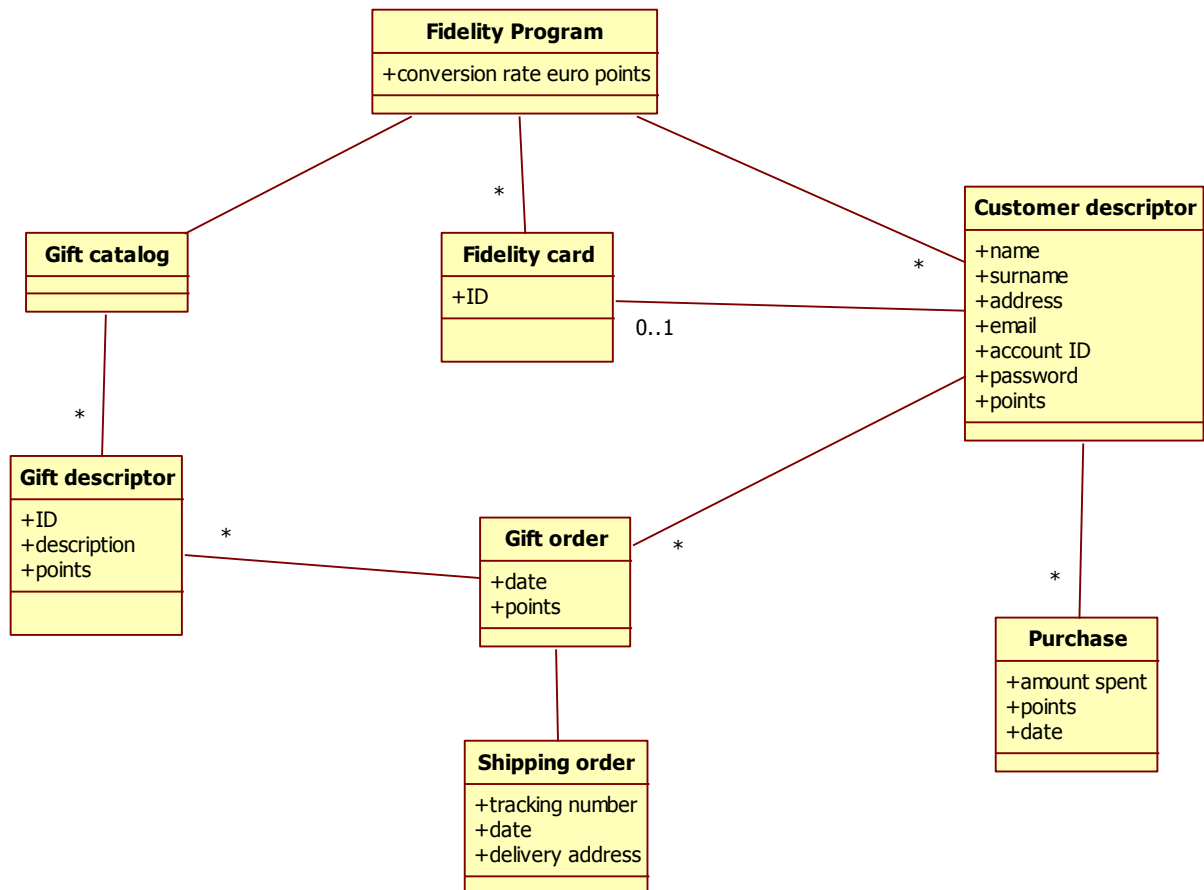 Fidelity Program
+conversion rate euro points
*
*
Customer descriptor
+name
+surname
+address
+email
+account ID
+password
+points
Gift catalog
Fidelity card
+ID
0..1
*
Gift descriptor
+ID
+description
+points
*
Gift order
+date
+points
*
*
Purchase
+amount spent
+points
+date
Shipping order
+tracking number
+date
+delivery address